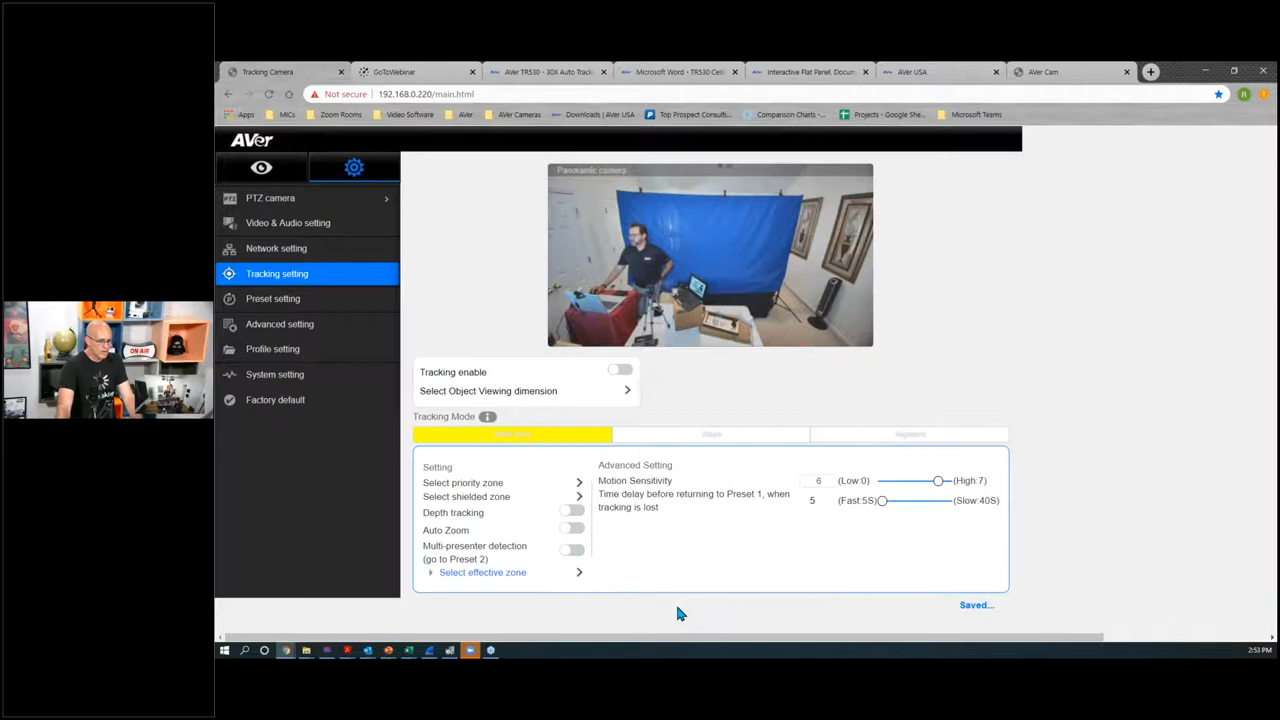 Tracking Camera
GoToWebinar
AVer TR530 - 30X Auto Tracki
Microsoft Word - TR530 Ceili
Interactive Flat Panel, Docum
AVer USA
AVer Cam
Not secure 192.168.0.220/main.html
Apps MICs Zoom Rooms Video Software AVer AVer Cameras Downloads | AVer USA Top Prospect Consulti... Comparison Charts -... Projects - Google She... Microsoft Teams
AVer
Panoramic camera
PTZ PTZ camera
Video & Audio setting
Network setting
Tracking setting
Preset setting
Advanced setting
Profile setting
System setting
Factory default
ON AIR
Tracking enable
Select Object Viewing dimension
Tracking Mode i
Stage Segment
Setting
Select priority zone
Select shielded zone
Depth tracking
Auto Zoom
Multi-presenter detection
(go to Preset 2)
Select effective zone
Advanced Setting
Motion Sensitivity 6 (Low:0) (High:7)
Time delay before returning to Preset 1, when 5 (Fast:5S) (Slow:40S)
tracking is lost
Saved...
2:53 PM